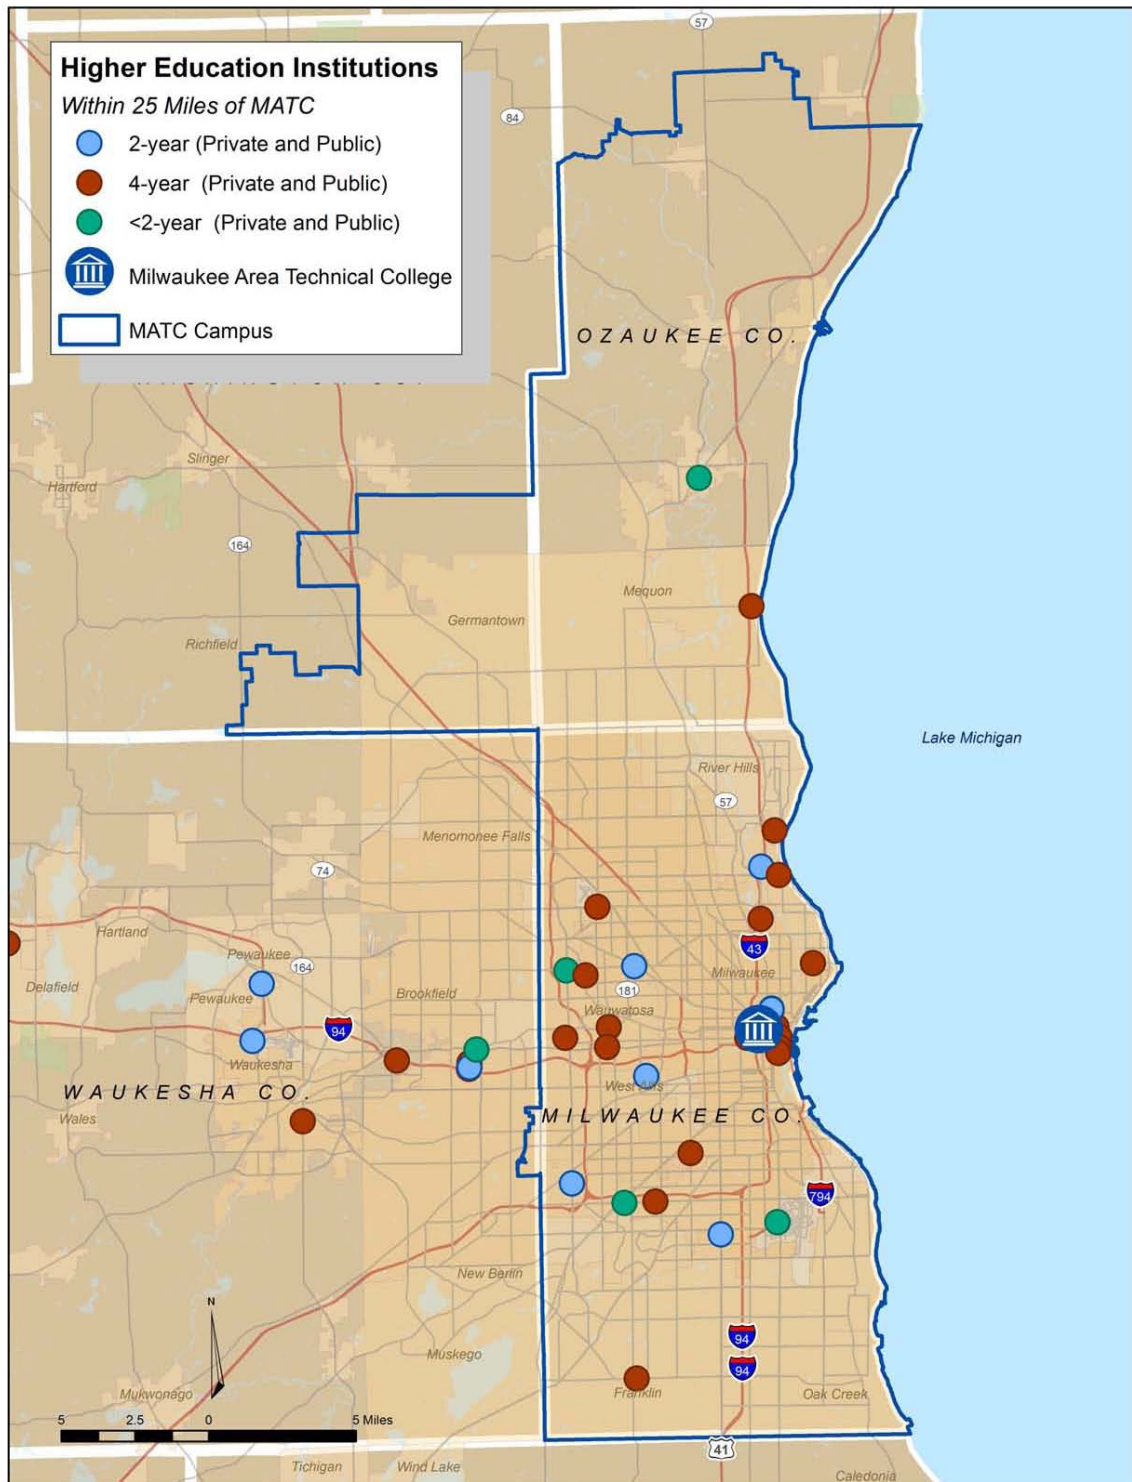 57
Higher Education Institutions
Within 25 Miles of MATC
2-year (Private and Public)
84
4-year (Private and Public)
<2-year (Private and Public)
Milwaukee Area Technical College
MATC Campus
OZAUKEE CO.
Slinger
Hartford
164
Mequon
Germantown
Richfield
Lake Michigan
River Hills
57
Menomonee Falls
74
Hartland
43
Pewaukee
164
Milwaukee
Delafield
Pewaukee
Brookfield
181
Wauwatosa
94
Waukesha
West Allis
WAUKESHA CO.
Wales
MILWAUKEE CO.
794
New Berlin
N
94
Muskego
94
Mukwonago
Franklin
Oak Creek
5 2.5 0 5 Miles
41
Tichigan
Wind Lake
Caledonia